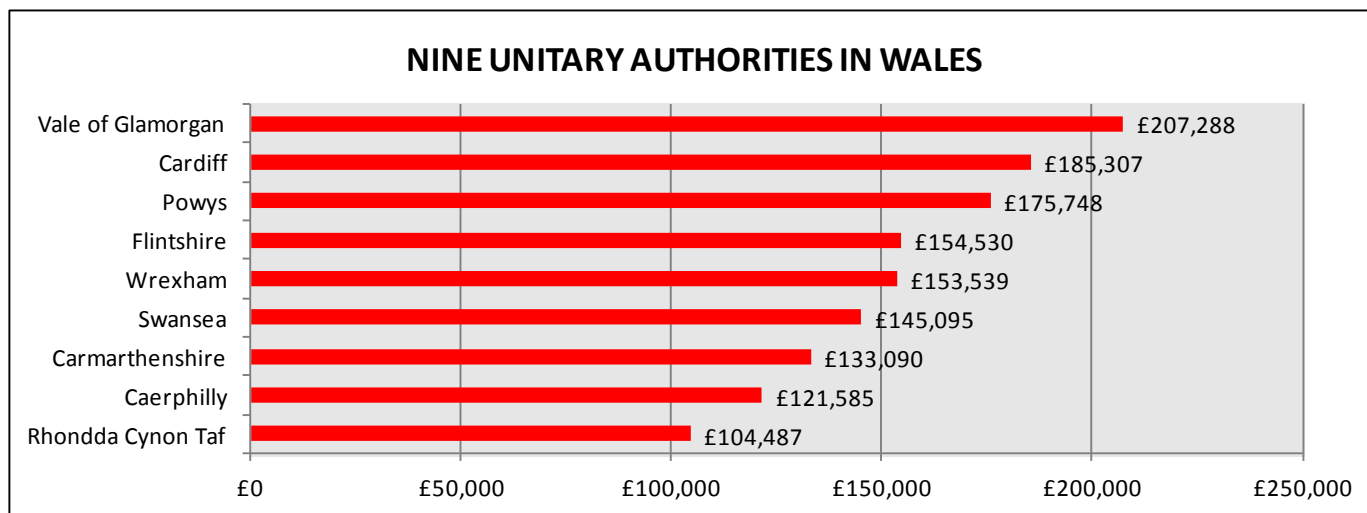 NINE UNITARY AUTHORITIES IN WALES
Vale of Glamorgan £207,288
Cardiff £185,307
Powys £175,748
Flintshire £154,530
Wrexham £153,539
Swansea £145,095
Carmarthenshire £133,090
Caerphilly £121,585
Rhondda Cynon Taf £104,487
£0 £50,000 £100,000 £150,000 £200,000 £250,000